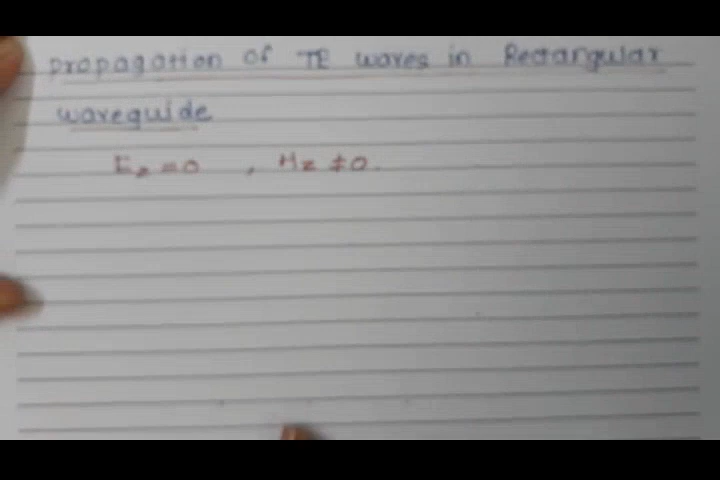 propagation of TE waves in Rectangular
waveguide
Ez = 0 , Hz ≠ 0.